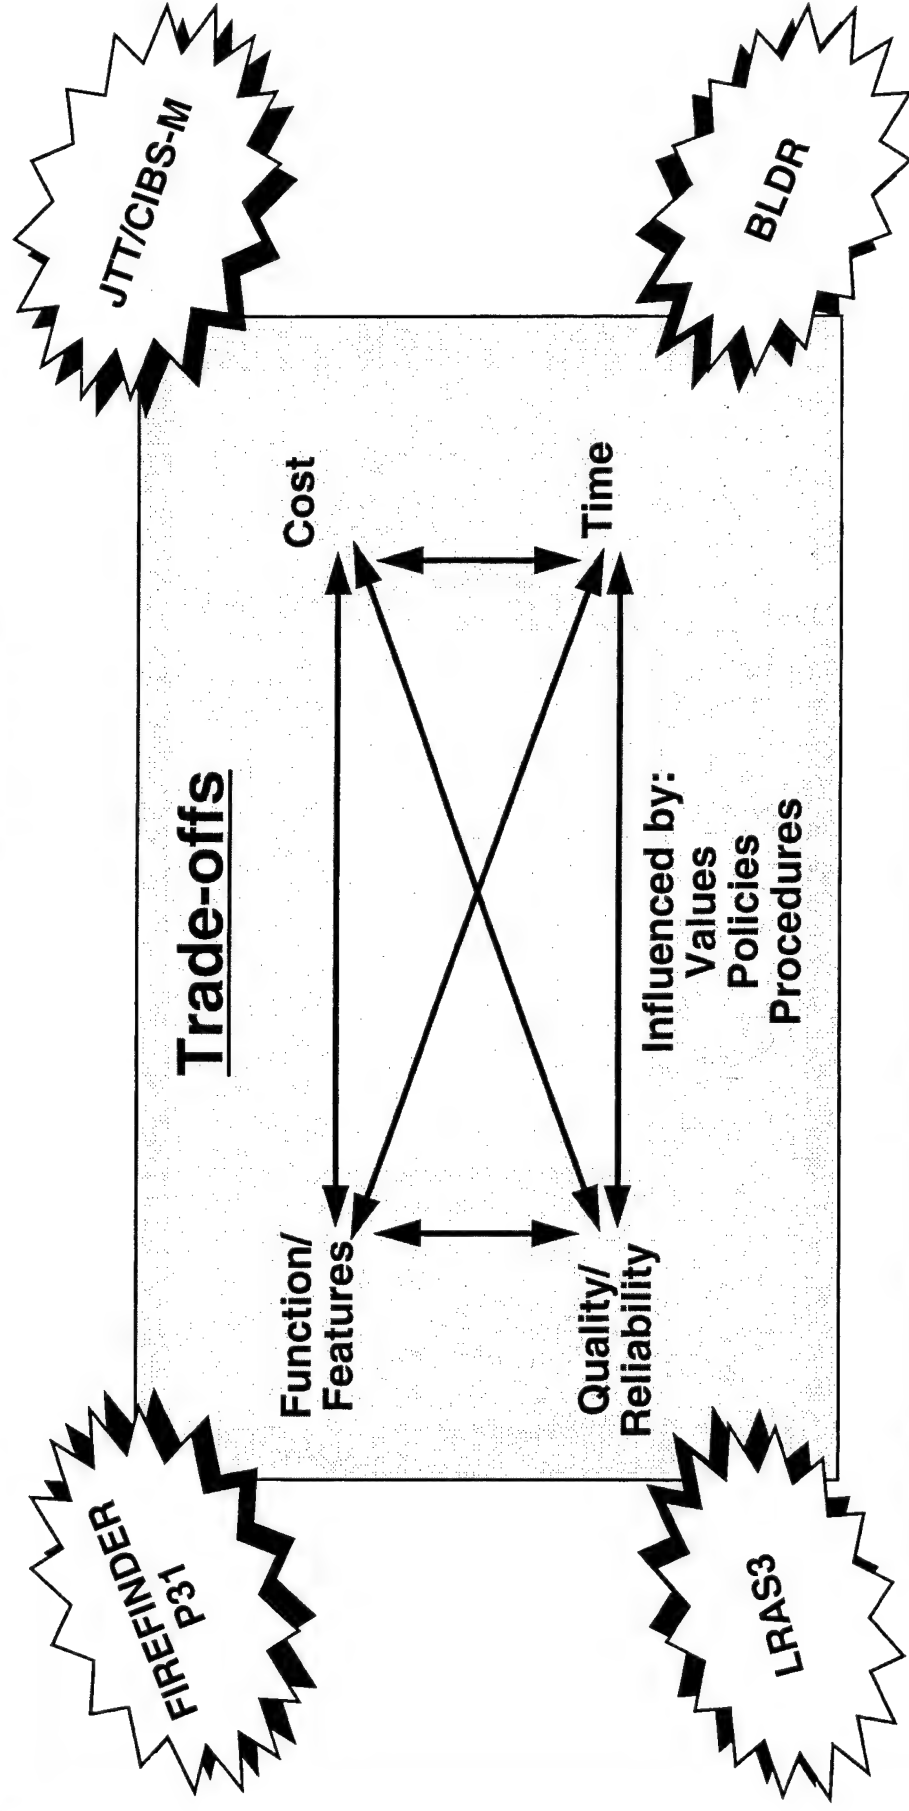 FIREFINDER
P31
JTT/CIBS-M
Trade-offs
Function/
Features
Cost
Quality/
Reliability
Time
Influenced by:
Values
Policies
Procedures
LRAS3
BLDR